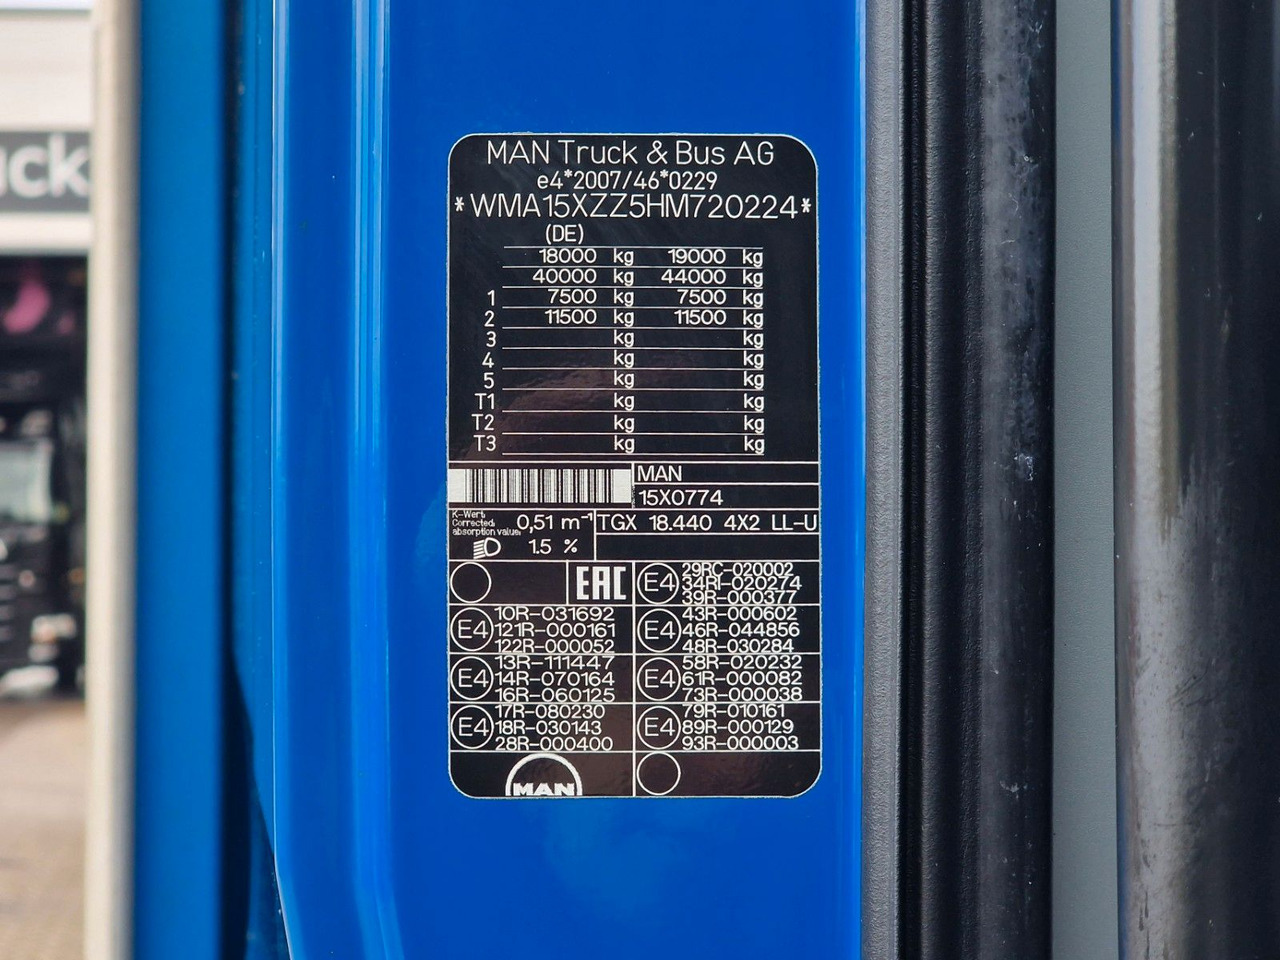 uck
MAN Truck & Bus AG
e4*2007/46*0229
*WMA15XZZ5HM720224*
(DE)
18000 kg 19000 kg
40000 kg 44000 kg
1 7500 kg 7500 kg
2 11500 kg 11500 kg
3 kg kg
4 kg kg
5 kg kg
T1 kg kg
T2 kg kg
T3 kg kg
MAN
15X0774
K-Wert
Corrected
absorption value:
0,51 m⁻¹
1.5 %
TGX 18.440 4X2 LL-U
EAC
E4
29RC-020002
34RI-020274
39R-000377
E4
10R-031692
121R-000161
122R-000052
E4
43R-000602
46R-044856
48R-030284
E4
13R-111447
14R-070164
16R-060125
E4
58R-020232
61R-000082
73R-000038
E4
17R-080230
18R-030143
28R-000400
E4
79R-010161
89R-000129
93R-000003
MAN